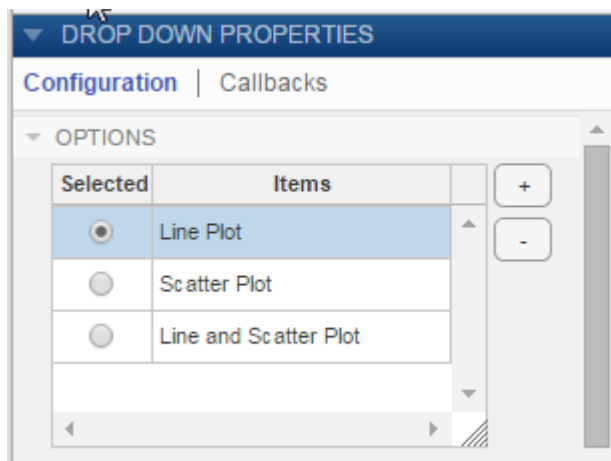 DROP DOWN PROPERTIES
Configuration | Callbacks
OPTIONS
Selected Items
+
Line Plot
-
Scatter Plot
Line and Scatter Plot